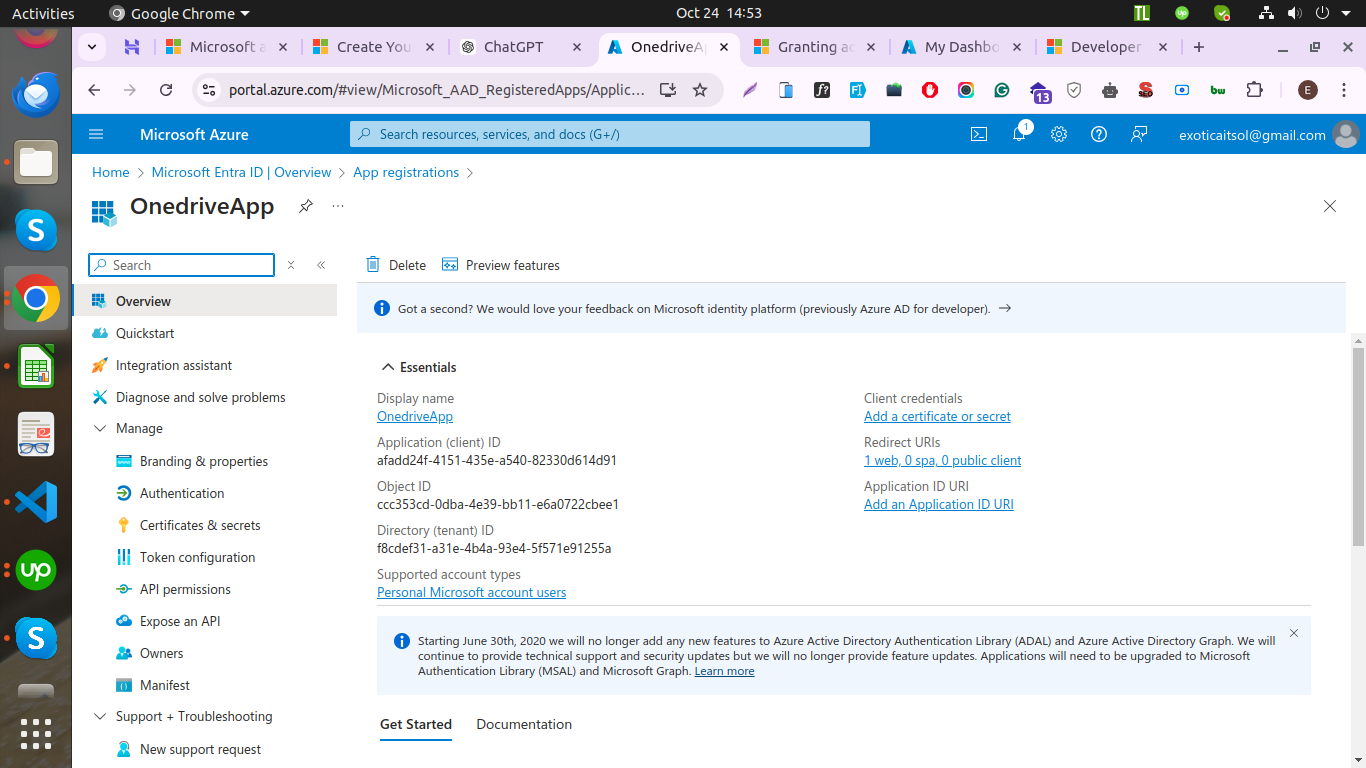 Activities Google Chrome Oct 24 14:53 TL up
Microsoft a Create You ChatGPT OnedriveAp Granting ac My Dashbo Developer
portal.azure.com/#view/Microsoft_AAD_RegisteredApps/Applic... f? FI SEO bw 13 E
Microsoft Azure Search resources, services, and docs (G+/) 1 exoticaitsol@gmail.com
Home > Microsoft Entra ID | Overview > App registrations >
OnedriveApp ...
Search
Delete Preview features
Overview
Got a second? We would love your feedback on Microsoft identity platform (previously Azure AD for developer). →
Quickstart
Integration assistant
Diagnose and solve problems
Manage
Branding & properties
Authentication
Certificates & secrets
Token configuration
API permissions
Expose an API
Owners
Manifest
Support + Troubleshooting
New support request
Essentials
Display name
OnedriveApp
Application (client) ID
afadd24f-4151-435e-a540-82330d614d91
Object ID
ccc353cd-0dba-4e39-bb11-e6a0722cbee1
Directory (tenant) ID
f8cdef31-a31e-4b4a-93e4-5f571e91255a
Supported account types
Personal Microsoft account users
Client credentials
Add a certificate or secret
Redirect URIs
1 web, 0 spa, 0 public client
Application ID URI
Add an Application ID URI
Starting June 30th, 2020 we will no longer add any new features to Azure Active Directory Authentication Library (ADAL) and Azure Active Directory Graph. We will
continue to provide technical support and security updates but we will no longer provide feature updates. Applications will need to be upgraded to Microsoft
Authentication Library (MSAL) and Microsoft Graph. Learn more
Get Started Documentation
S
up
S